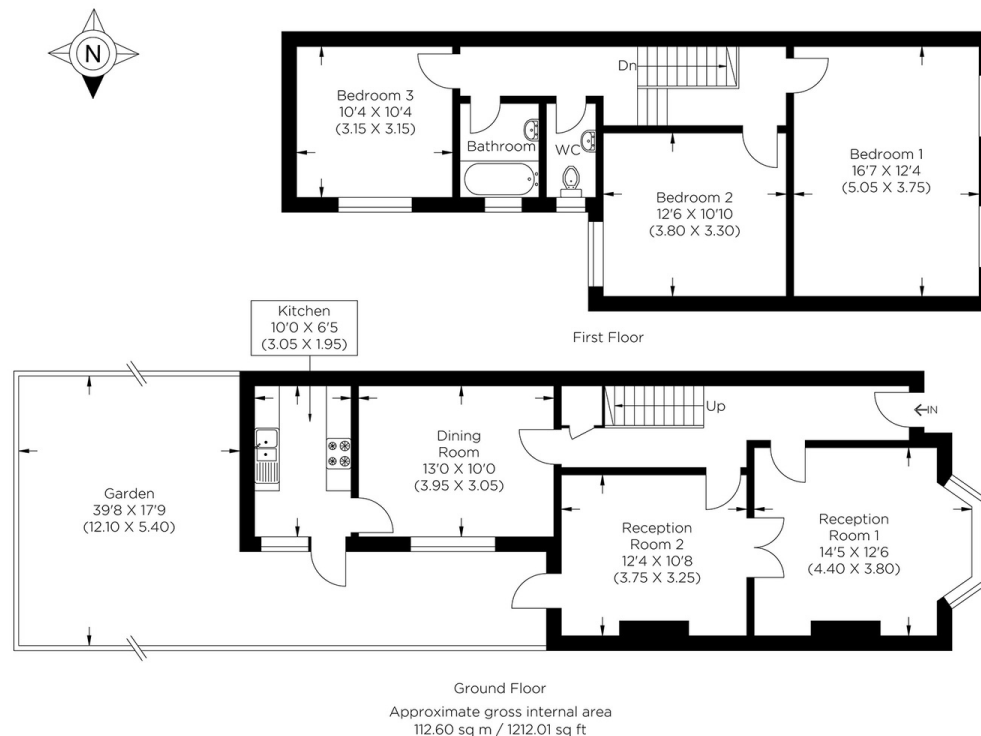 N
Bedroom 3
10'4 X 10'4
(3.15 X 3.15)
Dn
Bathroom
WC
Bedroom 2
12'6 X 10'10
(3.80 X 3.30)
Bedroom 1
16'7 X 12'4
(5.05 X 3.75)
First Floor
Kitchen
10'0 X 6'5
(3.05 X 1.95)
Garden
39'8 X 17'9
(12.10 X 5.40)
Dining
Room
13'0 X 10'0
(3.95 X 3.05)
Up
IN
Reception
Room 2
12'4 X 10'8
(3.75 X 3.25)
Reception
Room 1
14'5 X 12'6
(4.40 X 3.80)
Ground Floor
Approximate gross internal area
112.60 sq m / 1212.01 sq ft